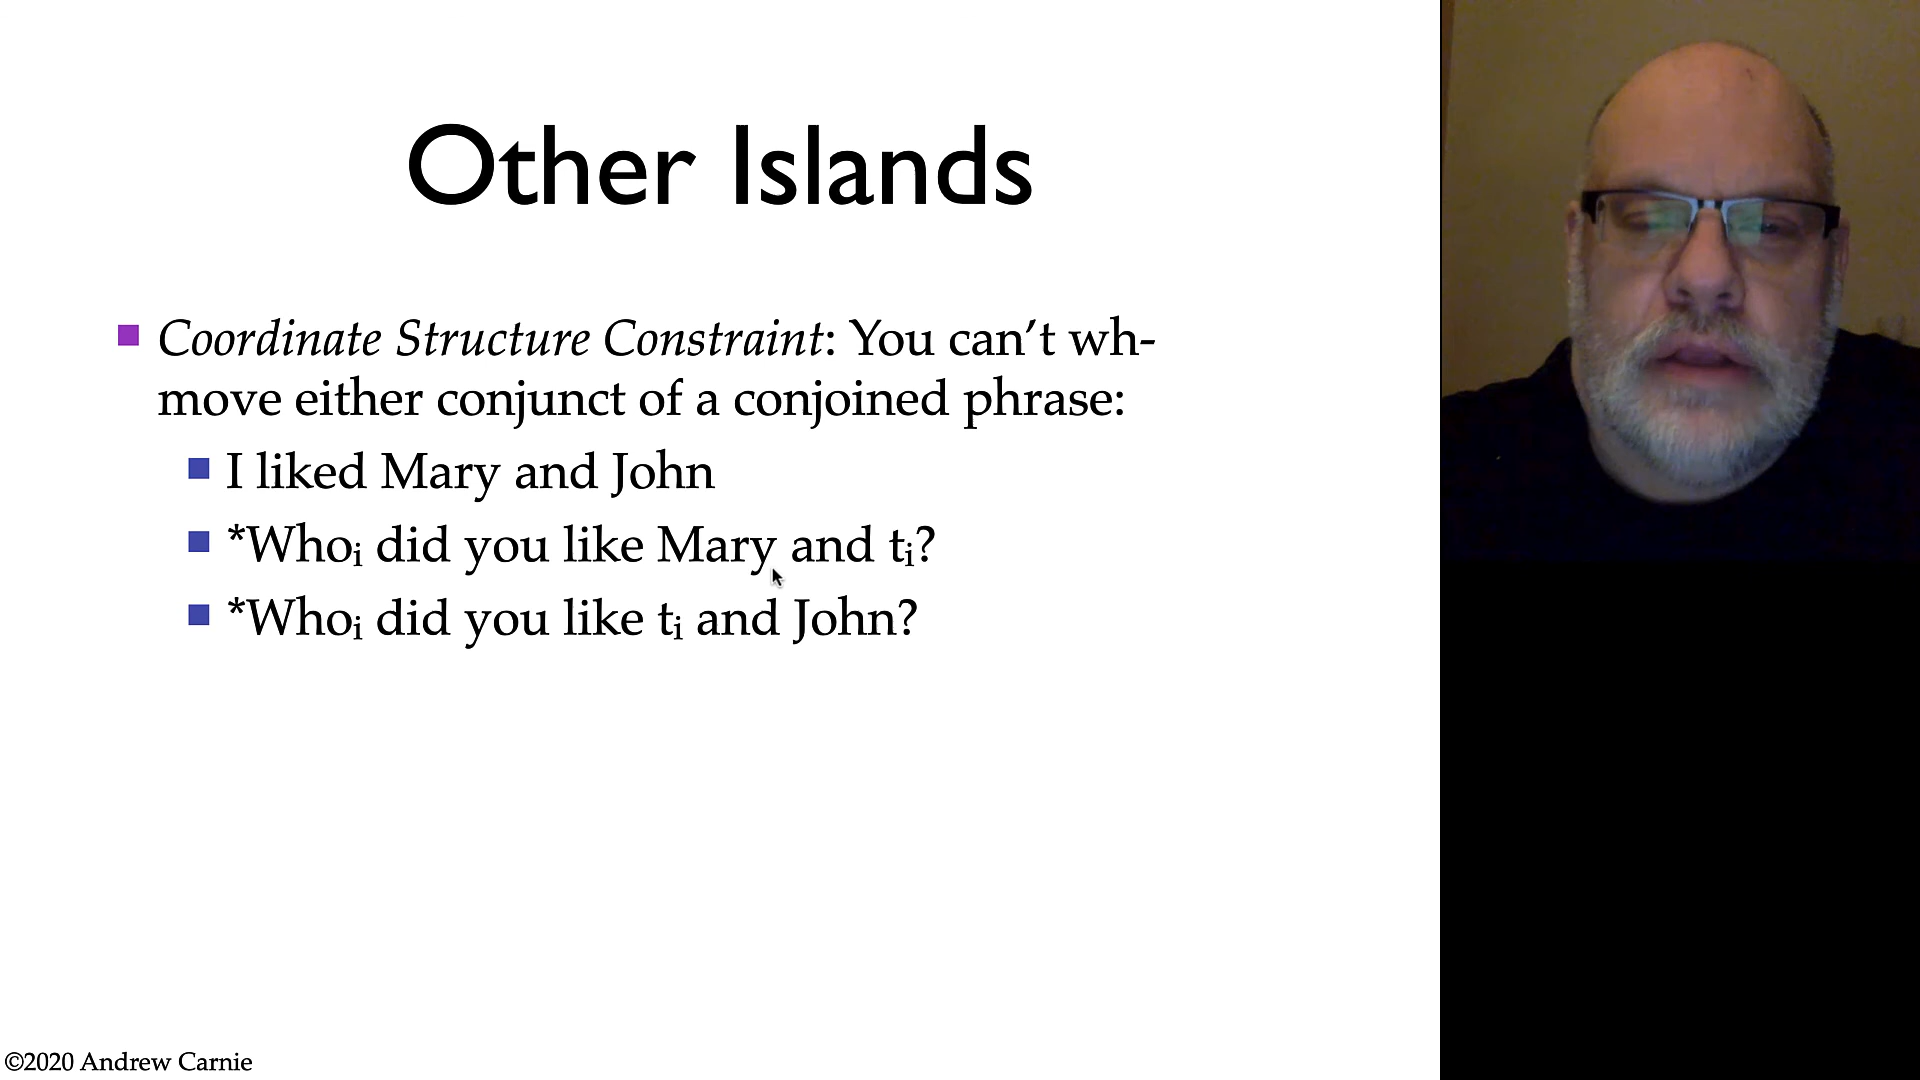 Other Islands
Coordinate Structure Constraint: You can't wh-
move either conjunct of a conjoined phrase:
I liked Mary and John
*Whoᵢ did you like Mary and tᵢ?
*Whoᵢ did you like tᵢ and John?
©2020 Andrew Carnie